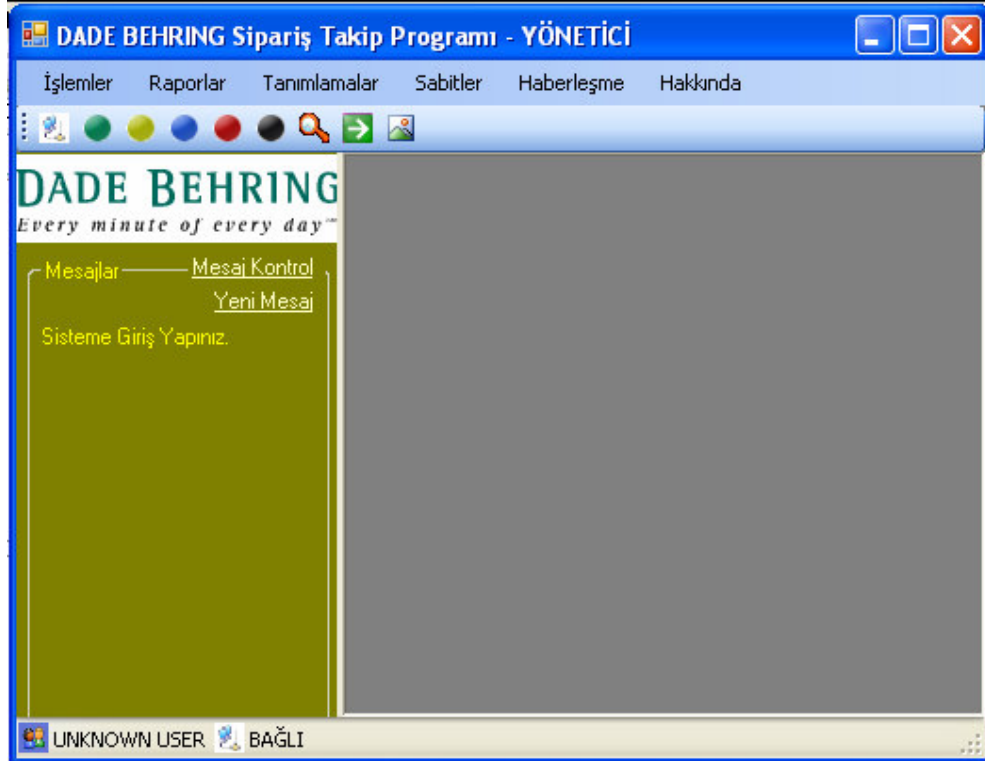 DADE BEHRING Sipariş Takip Programı - YÖNETİCİ
İşlemler Raporlar Tanımlamalar Sabitler Haberleşme Hakkında
DADE BEHRING
Every minute of every day™
Mesajlar Mesaj Kontrol
Yeni Mesaj
Sisteme Giriş Yapınız.
UNKNOWN USER BAĞLI